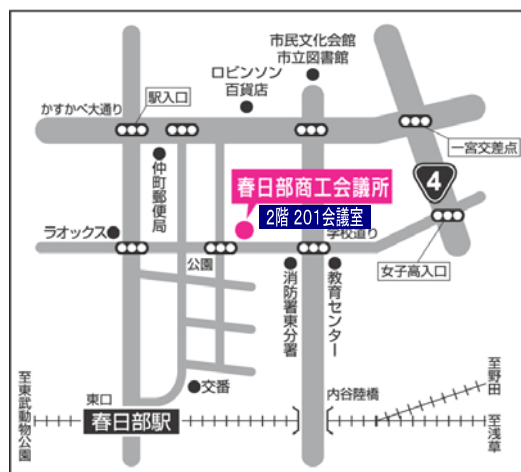 市民文化会館
市立図書館
ロビンソン
百貨店
かすかべ大通り
駅入口
一宮交差点
仲町郵便局
4
春日部商工会議所
2階 201会議室
ラオックス
学校通り
公園
女子高入口
消防署東分署
教育センター
交番
東口
内谷陸橋
至東武動物公園
春日部駅
至野田
至浅草